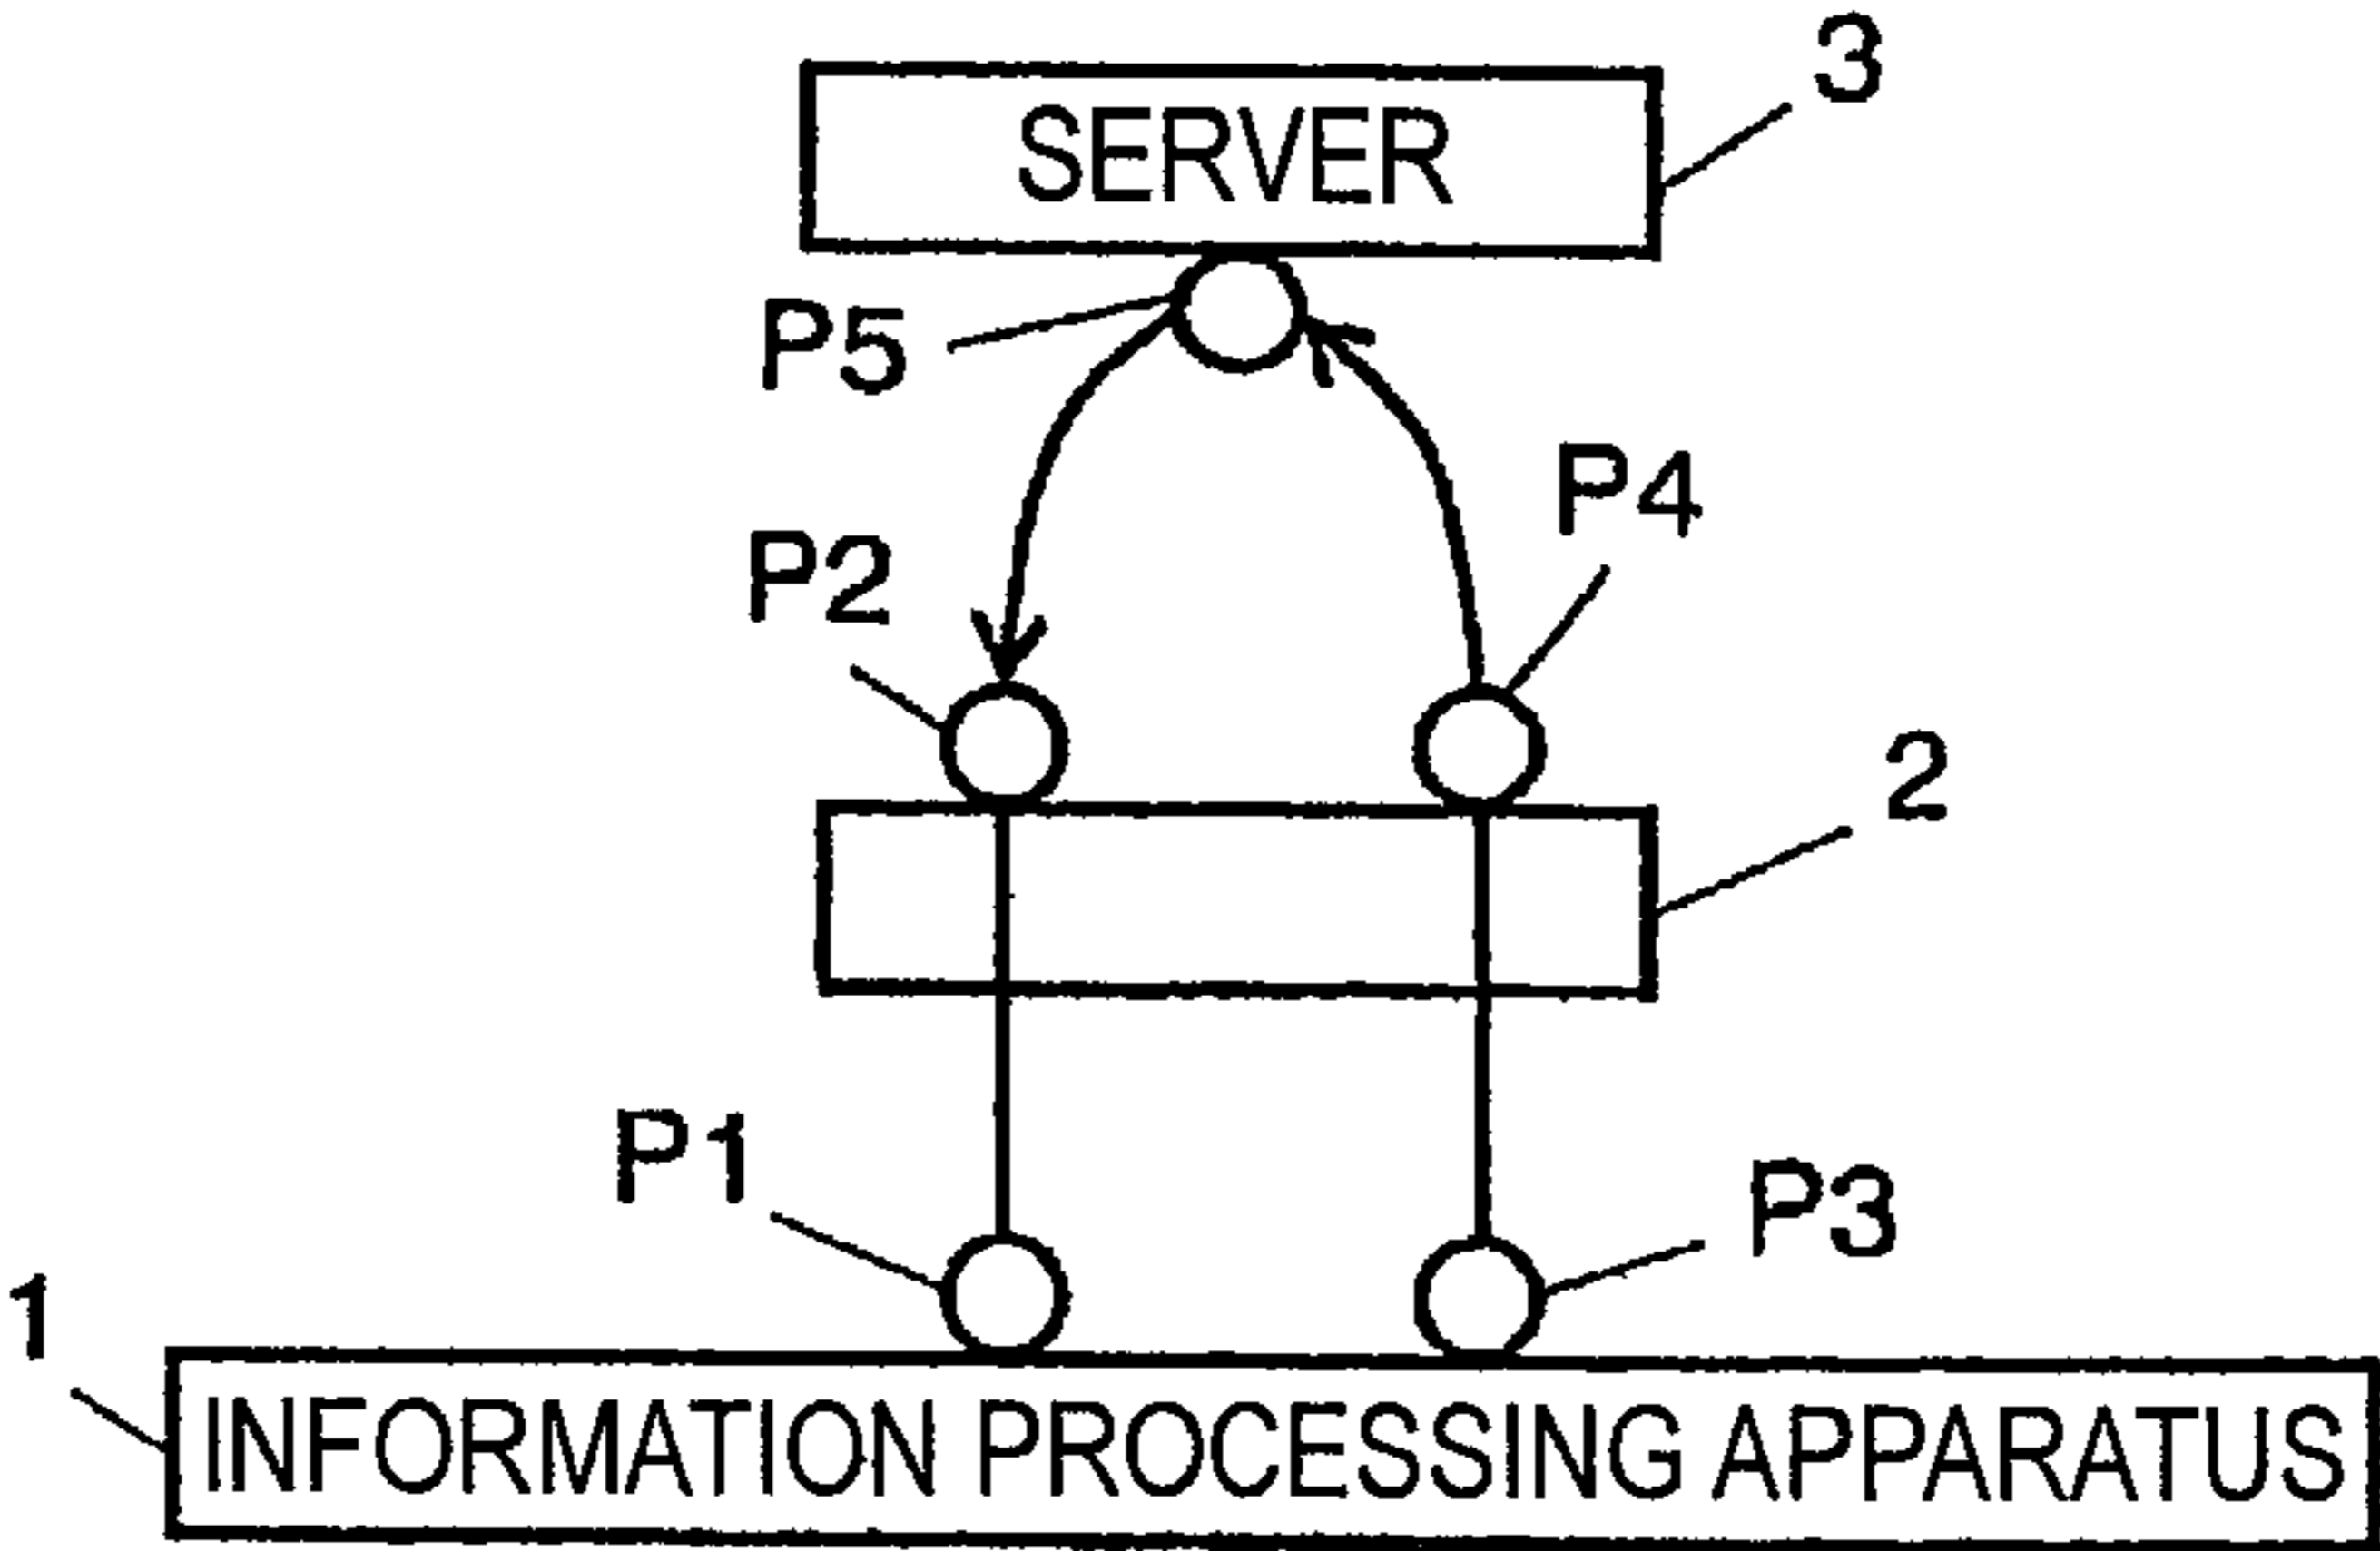 3
SERVER
P5
P4
P2
2
P1
P3
1
INFORMATION PROCESSING APPARATUS